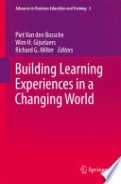 Advances in Business Education and Training 3
Piet Van den Bossche
Wim H. Gijselaers
Richard G. Milter Editors
Building Learning
Experiences in a
Changing World
Springer